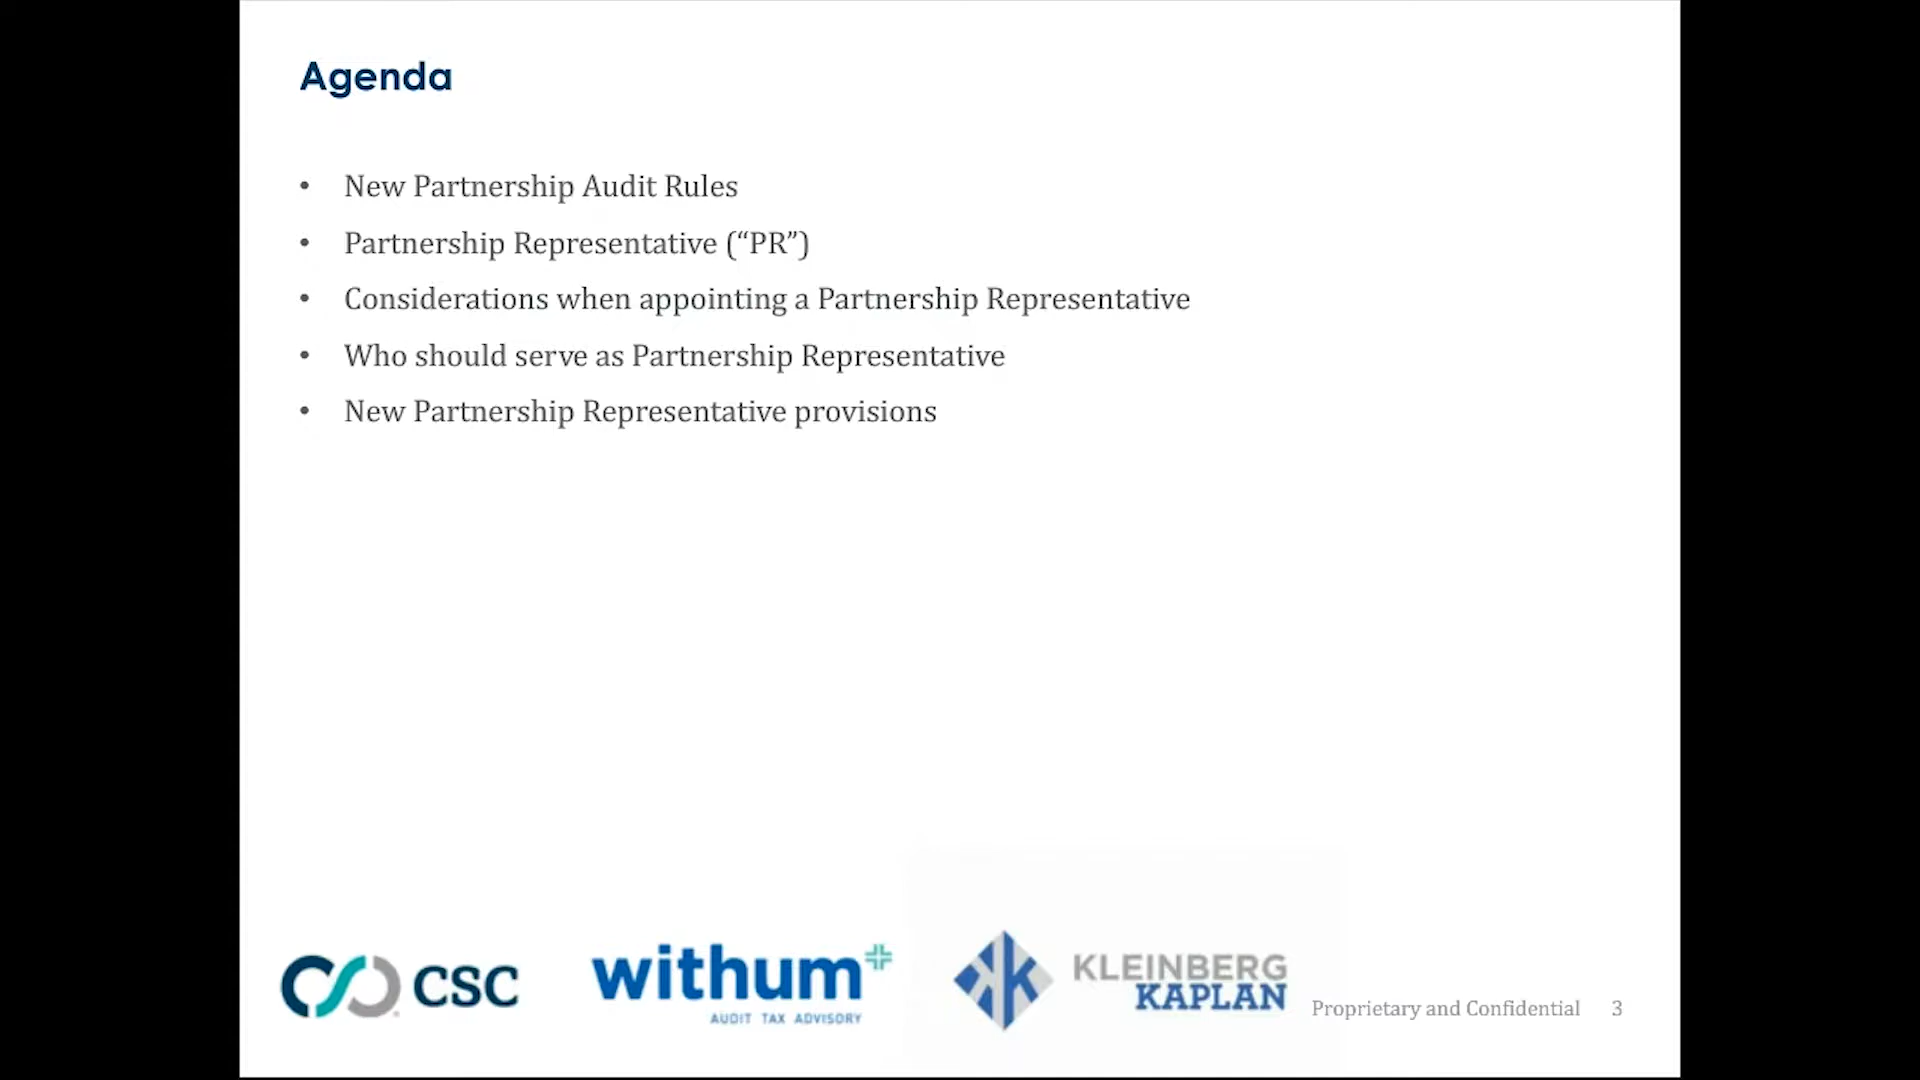 Agenda
• New Partnership Audit Rules
• Partnership Representative (“PR”)
• Considerations when appointing a Partnership Representative
• Who should serve as Partnership Representative
• New Partnership Representative provisions
CSC
withum
AUDIT TAX ADVISORY
KLEINBERG
KAPLAN
Proprietary and Confidential 3